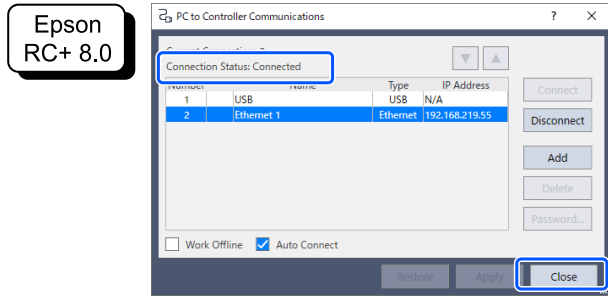 Epson
RC+ 8.0
PC to Controller Communications
Connection Status: Connected
Number Name Type IP Address
1 USB USB N/A
2 Ethernet 1 Ethernet 192.168.219.55
Connect
Disconnect
Add
Delete
Password...
Work Offline Auto Connect
Restore Apply Close